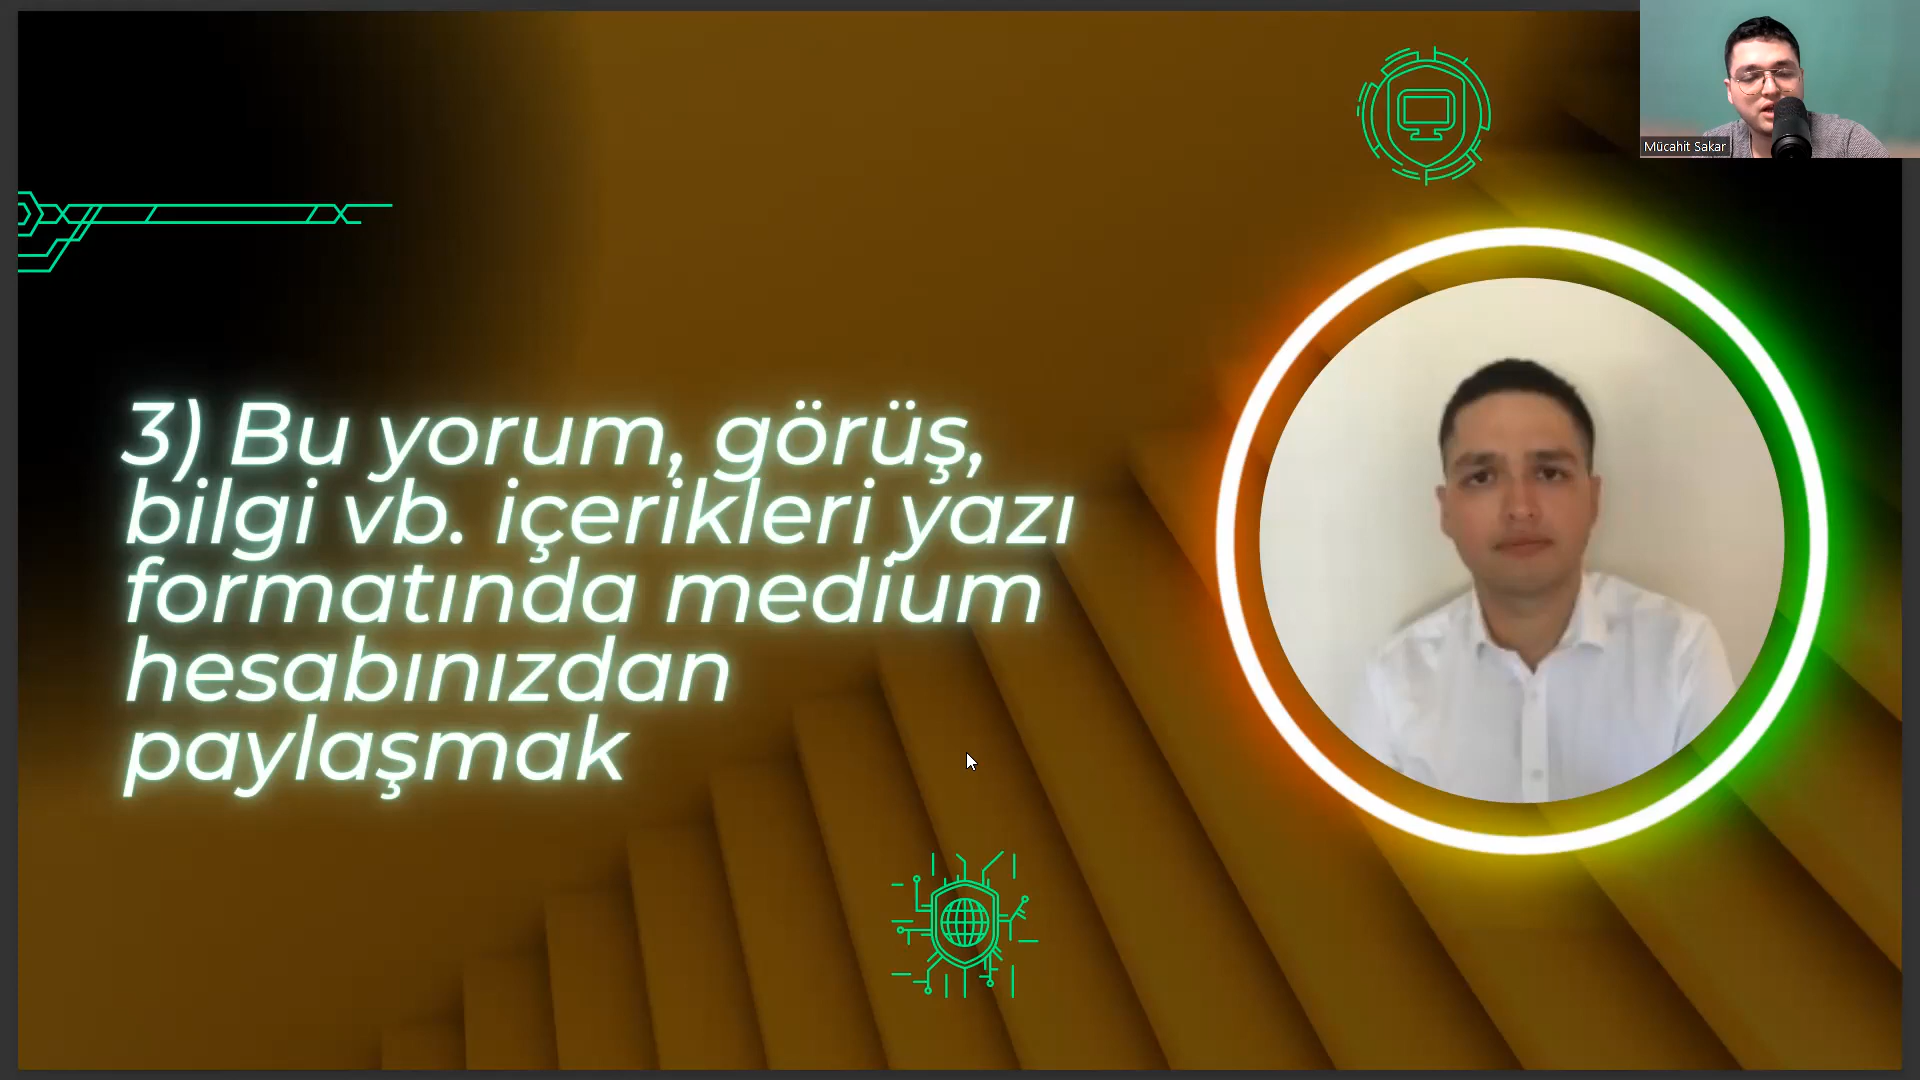 Mücahit Sakar
3) Bu yorum, görüş,
bilgi vb. içerikleri yazı
formatında medium
hesabınızdan
paylaşmak